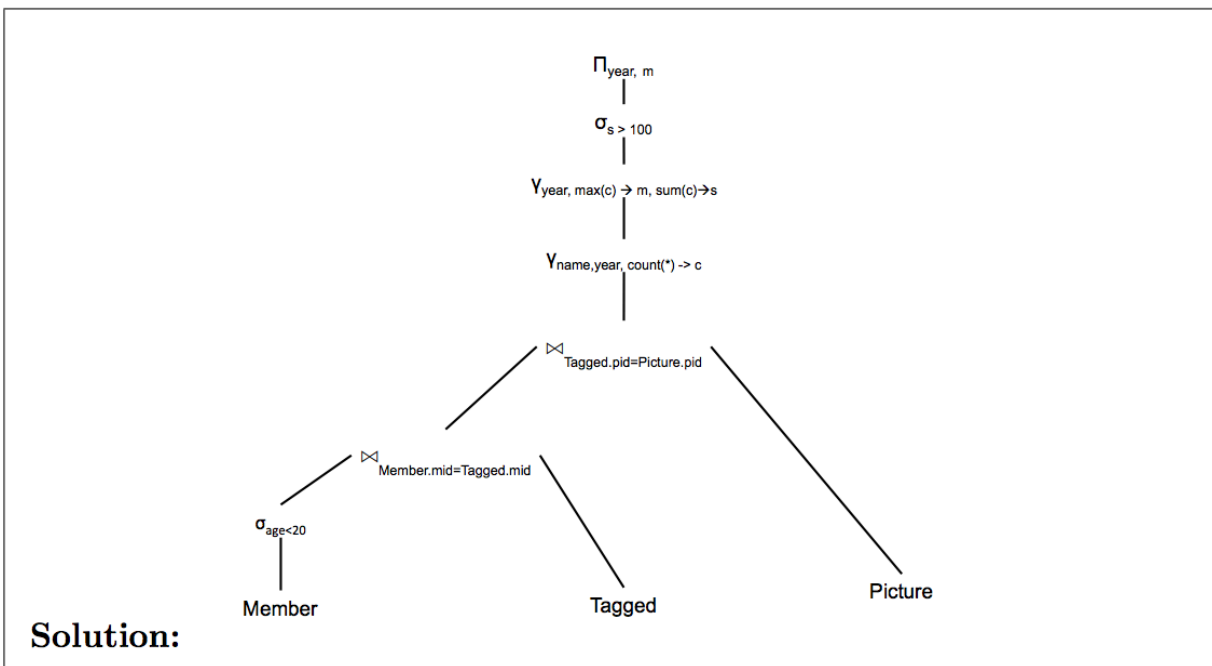 Π year, m
σ s > 100
γ year, max(c) → m, sum(c)→s
γ name,year, count(*) -> c
⋈ Tagged.pid=Picture.pid
⋈ Member.mid=Tagged.mid
σ age<20
Member Tagged Picture
Solution: